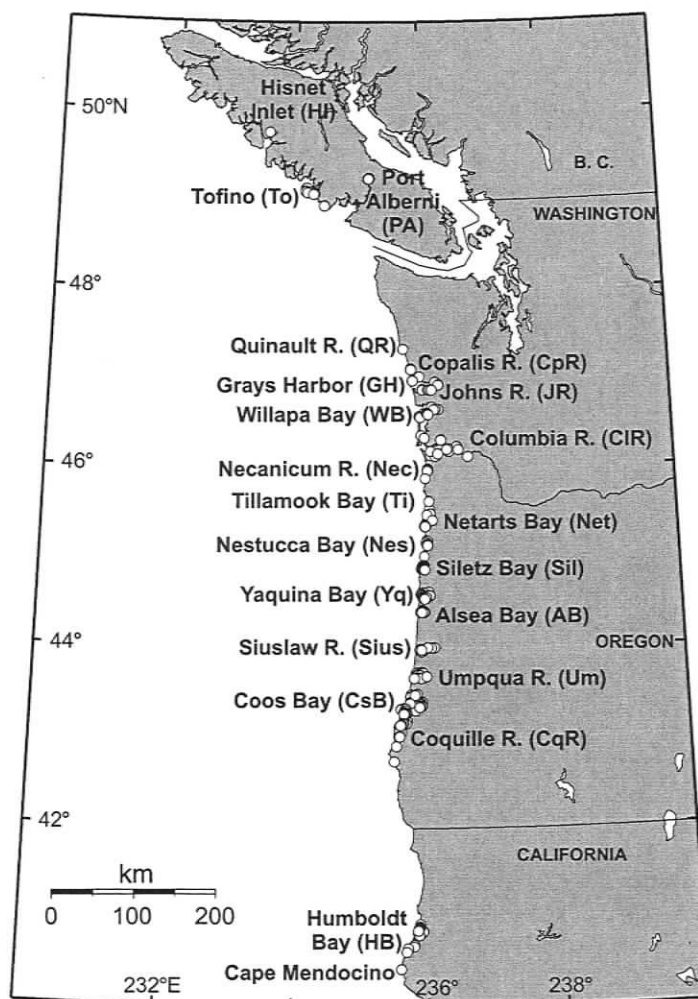 50°N
Hisnet
Inlet (HI)
B. C.
Port
Alberni
(PA)
Tofino (To)
WASHINGTON
48°
Quinault R. (QR)
Copalis R. (CpR)
Grays Harbor (GH)
Johns R. (JR)
Willapa Bay (WB)
Columbia R. (ClR)
46°
Necanicum R. (Nec)
Tillamook Bay (Ti)
Netarts Bay (Net)
Nestucca Bay (Nes)
Siletz Bay (Sil)
Yaquina Bay (Yq)
Alsea Bay (AB)
44°
Siuslaw R. (Sius)
OREGON
Umpqua R. (Um)
Coos Bay (CsB)
Coquille R. (CqR)
42°
CALIFORNIA
km
0 100 200
Humboldt
Bay (HB)
Cape Mendocino
232°E 236° 238°